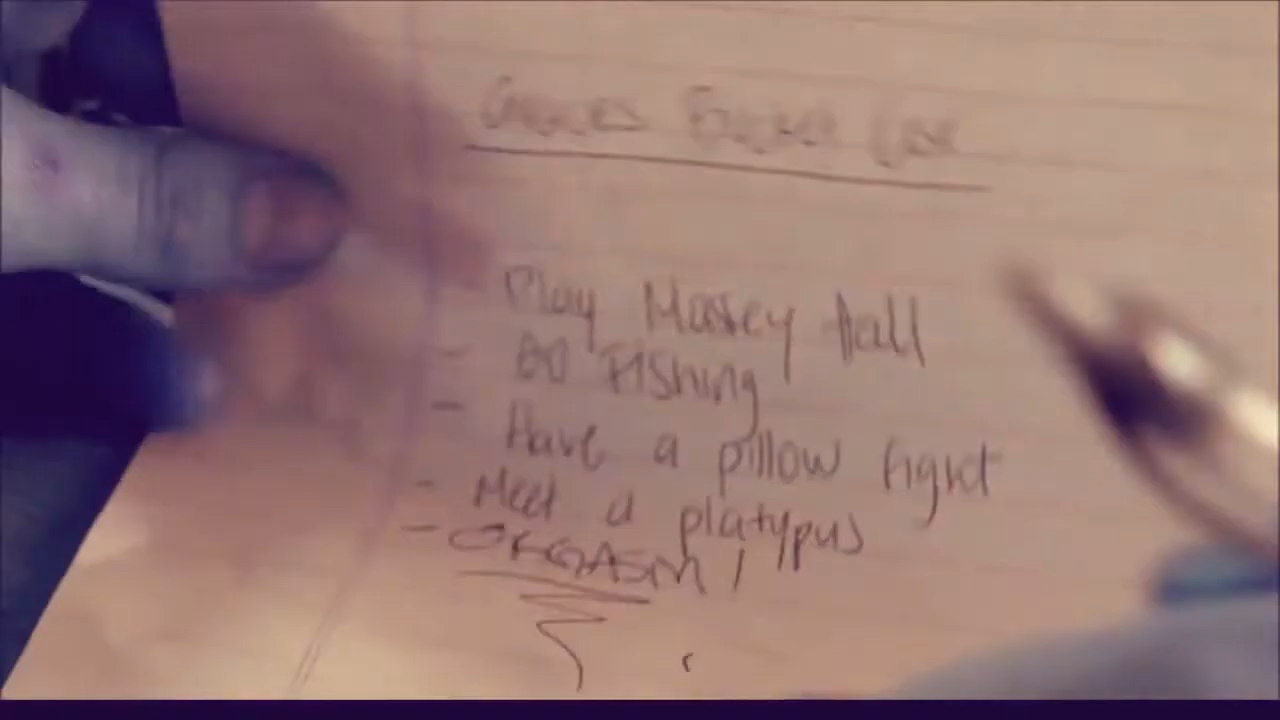 - Play Massey Hall
- GO Fishing
- Have a pillow fight
- Meet a platypus
- ORGASM!